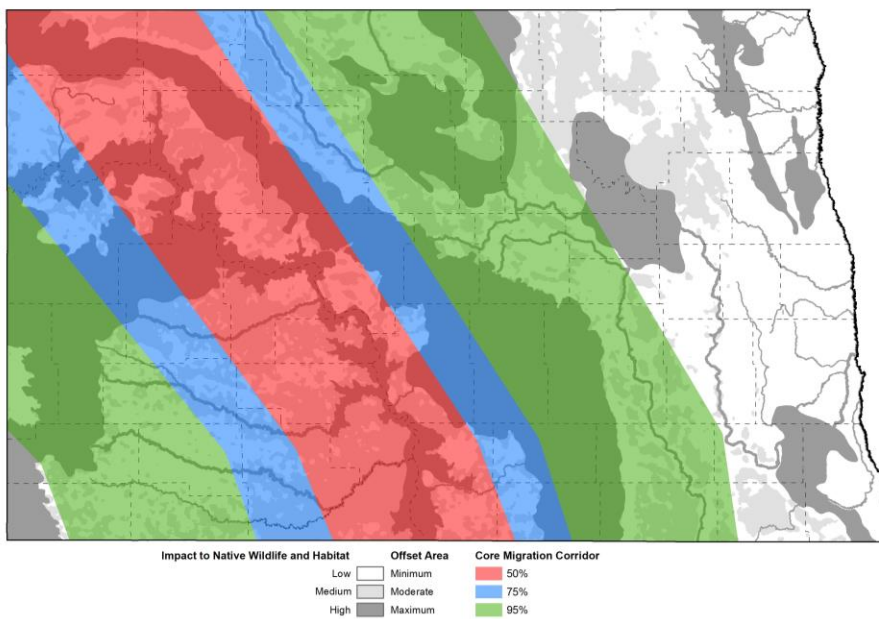 Impact to Native Wildlife and Habitat Offset Area Core Migration Corridor
Low Minimum 50%
Medium Moderate 75%
High Maximum 95%